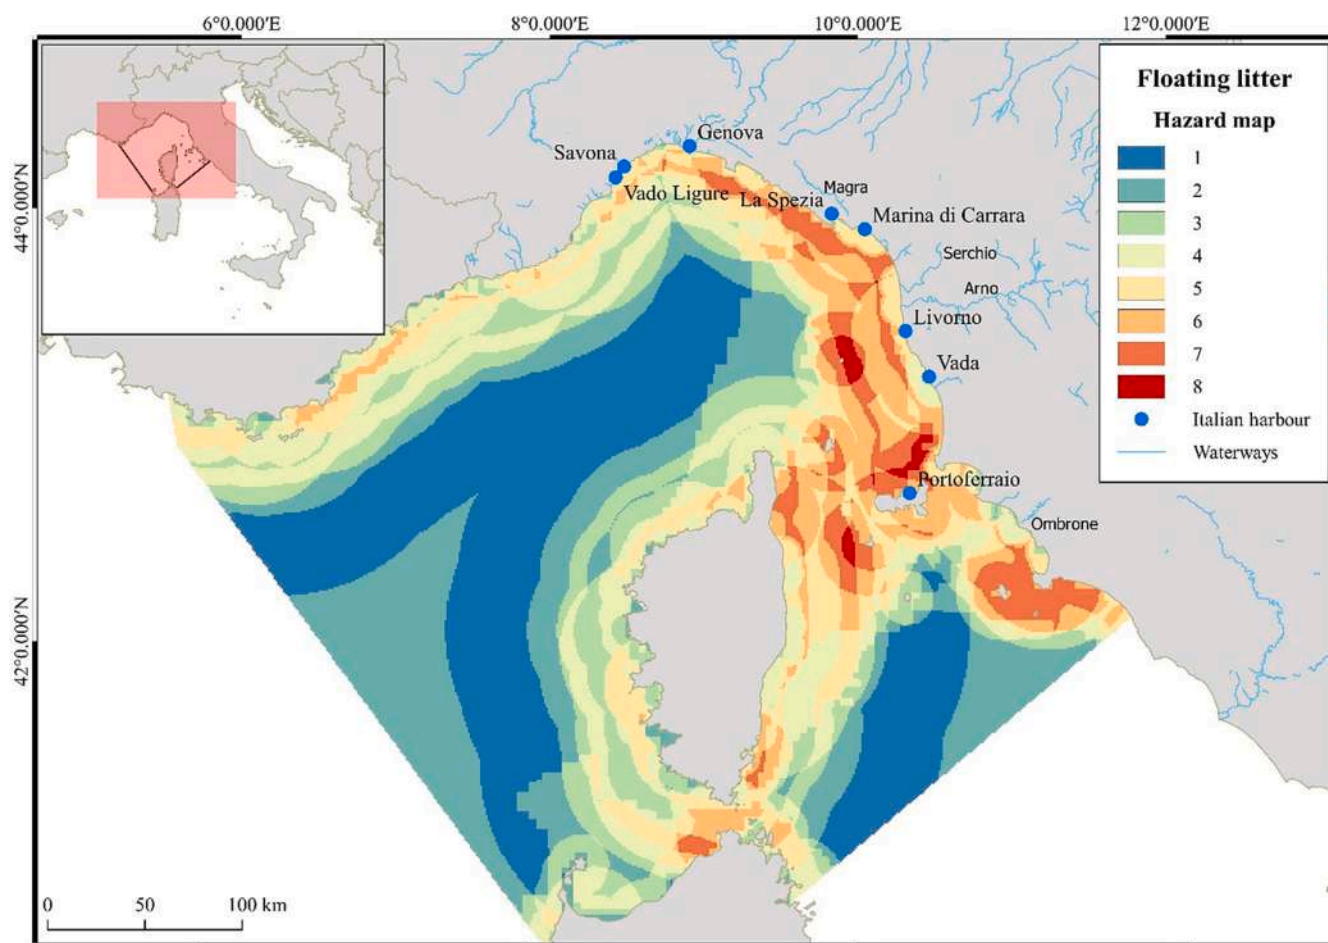 6°0.000′E
8°0.000′E
10°0.000′E
12°0.000′E
44°0.000′N
42°0.000′N
Floating litter
Hazard map
1
2
3
4
5
6
7
8
Italian harbour
Waterways
Genova
Savona
Vado Ligure
La Spezia
Magra
Marina di Carrara
Serchio
Arno
Livorno
Vada
Portoferraio
Ombrone
0 50 100 km